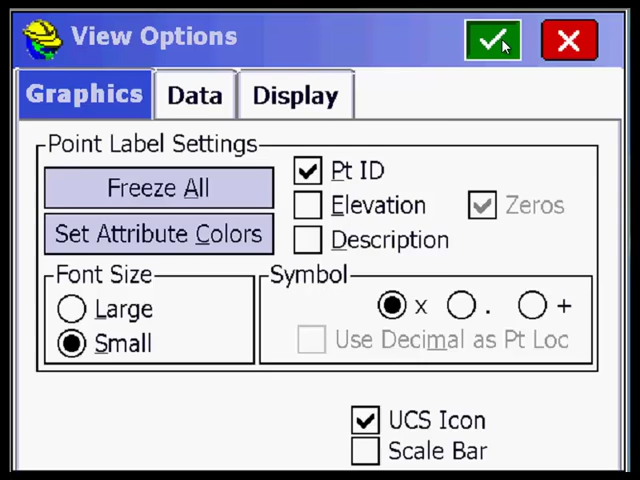 View Options
Graphics Data Display
Point Label Settings
Freeze All
Pt ID
Set Attribute Colors
Elevation Zeros
Description
Font Size
Large
Small
Symbol
x . +
Use Decimal as Pt Loc
UCS Icon
Scale Bar